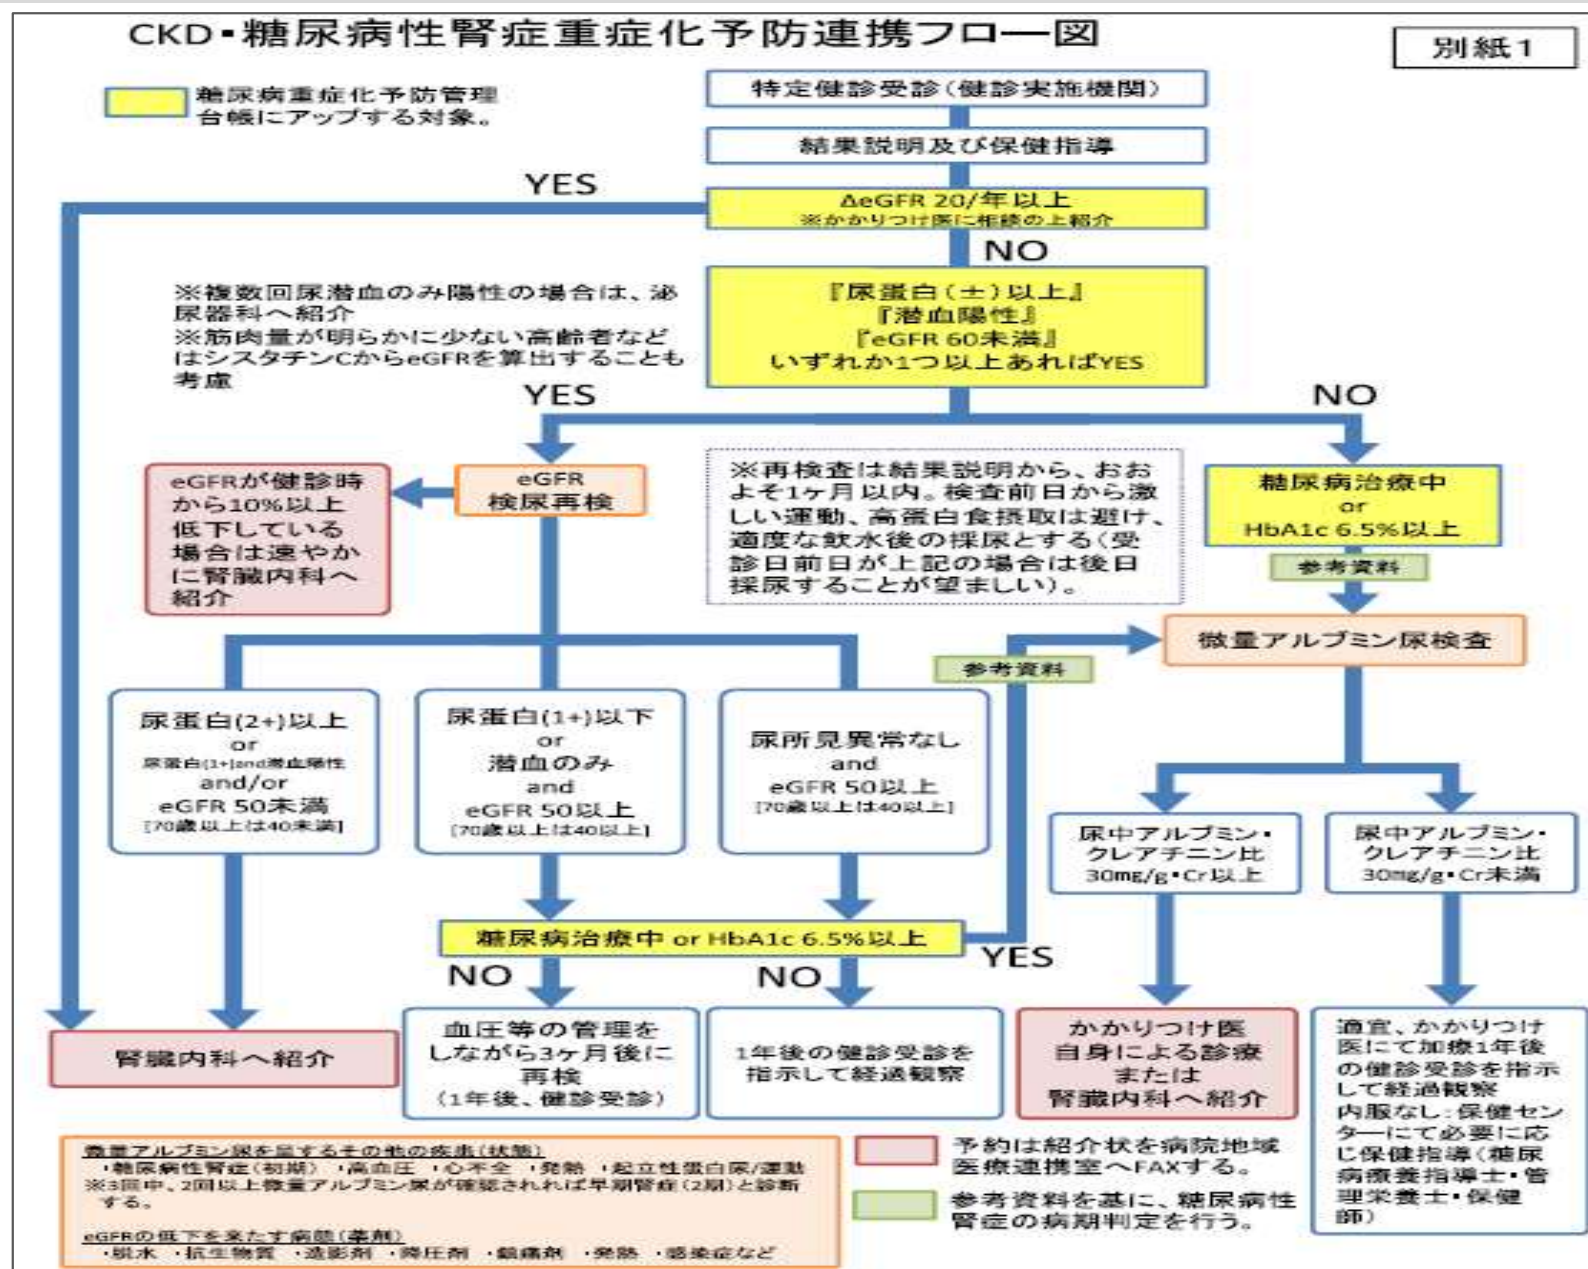 CKD・糖尿病性腎症重症化予防連携フロー図
別紙1
糖尿病重症化予防管理
台帳にアップする対象。
特定健診受診(健診実施機関)
結果説明及び保健指導
YES
ΔeGFR 20/年以上
※かかりつけ医に相談の上紹介
NO
※複数回尿潜血のみ陽性の場合は、泌
尿器科へ紹介
※筋肉量が明らかに少ない高齢者など
はシスタチンCからeGFRを算出することも
考慮
『尿蛋白(±)以上』
『潜血陽性』
『eGFR 60未満』
いずれか1つ以上あればYES
YES
NO
eGFRが健診時
から10%以上
低下している
場合は速やか
に腎臓内科へ
紹介
eGFR
検尿再検
※再検査は結果説明から、おお
よそ1ヶ月以内。検査前日から激
しい運動、高蛋白食摂取は避け、
適度な飲水後の採尿とする(受
診日前日が上記の場合は後日
採尿することが望ましい)。
糖尿病治療中
or
HbA1c 6.5%以上
参考資料
微量アルブミン尿検査
参考資料
尿蛋白(2+)以上
or
尿蛋白(1+)and潜血陽性
and/or
eGFR 50未満
[70歳以上は40未満]
尿蛋白(1+)以下
or
潜血のみ
and
eGFR 50以上
[70歳以上は40以上]
尿所見異常なし
and
eGFR 50以上
[70歳以上は40以上]
尿中アルブミン・
クレアチニン比
30mg/g・Cr以上
尿中アルブミン・
クレアチニン比
30mg/g・Cr未満
糖尿病治療中 or HbA1c 6.5%以上
YES
NO
NO
腎臓内科へ紹介
血圧等の管理を
しながら3ヶ月後に
再検
(1年後、健診受診)
1年後の健診受診を
指示して経過観察
かかりつけ医
自身による診療
または
腎臓内科へ紹介
適宜、かかりつけ
医にて加療1年後
の健診受診を指示
して経過観察
内服なし:保健セン
ターにて必要に応
じ保健指導(糖尿
病療養指導士・管
理栄養士・保健
師)
微量アルブミン尿を呈するその他の疾患(状態)
・糖尿病性腎症(初期) ・高血圧 ・心不全 ・発熱 ・起立性蛋白尿/運動
※3回中、2回以上微量アルブミン尿が確認されれば早期腎症(2期)と診断
する。
eGFRの低下を来たす病態(薬剤)
・脱水 ・抗生物質 ・造影剤 ・降圧剤 ・鎮痛剤 ・発熱 ・感染症など
予約は紹介状を病院地域
医療連携室へFAXする。
参考資料を基に、糖尿病性
腎症の病期判定を行う。